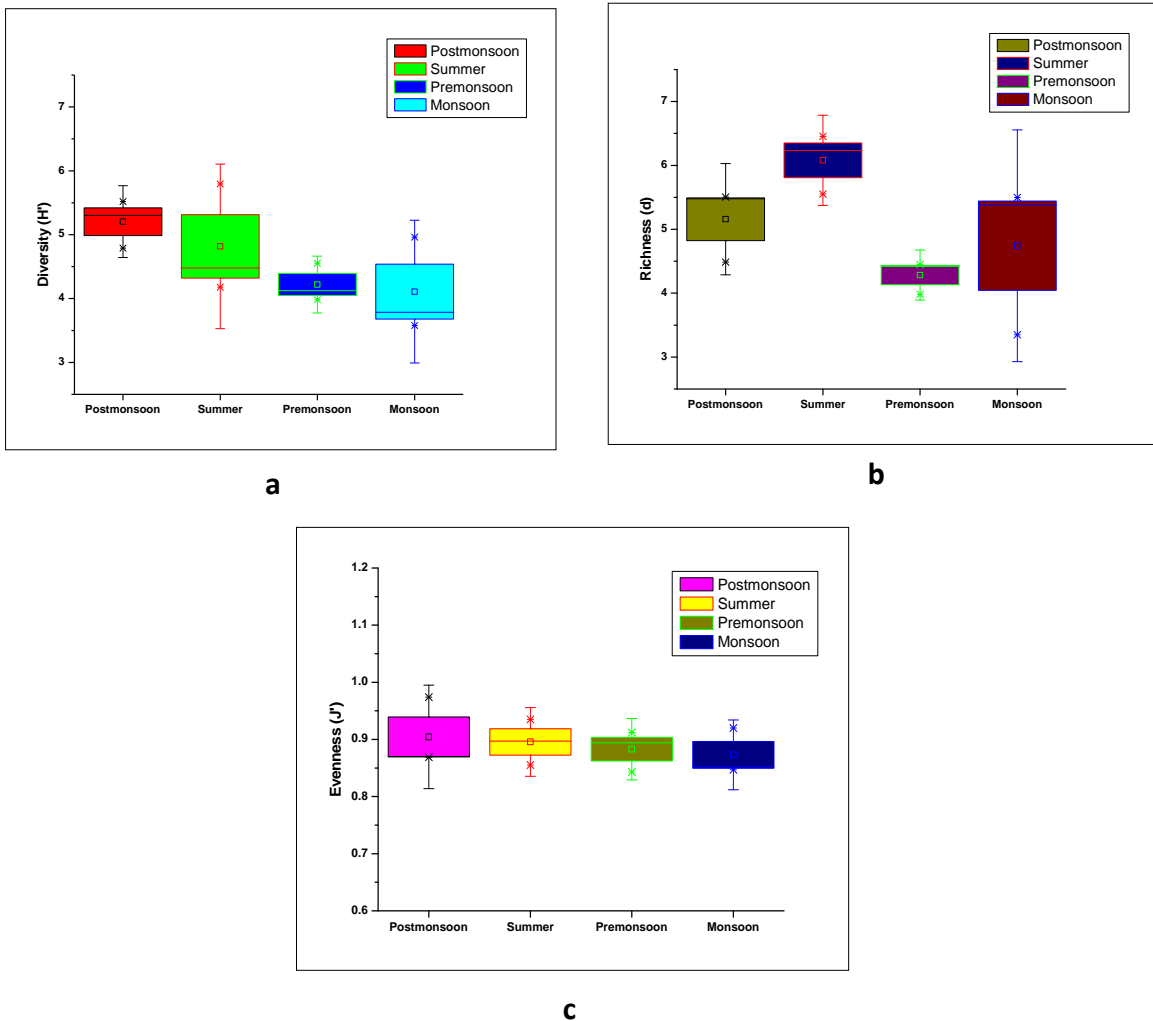 Postmonsoon
Summer
Premonsoon
Monsoon
7
6
5
4
3
Diversity (H')
Postmonsoon Summer Premonsoon Monsoon
a
Postmonsoon
Summer
Premonsoon
Monsoon
7
6
5
4
3
Richness (d)
Postmonsoon Summer Premonsoon Monsoon
b
Postmonsoon
Summer
Premonsoon
Monsoon
1.2
1.1
1.0
0.9
0.8
0.7
0.6
Evenness (J')
Postmonsoon Summer Premonsoon Monsoon
c